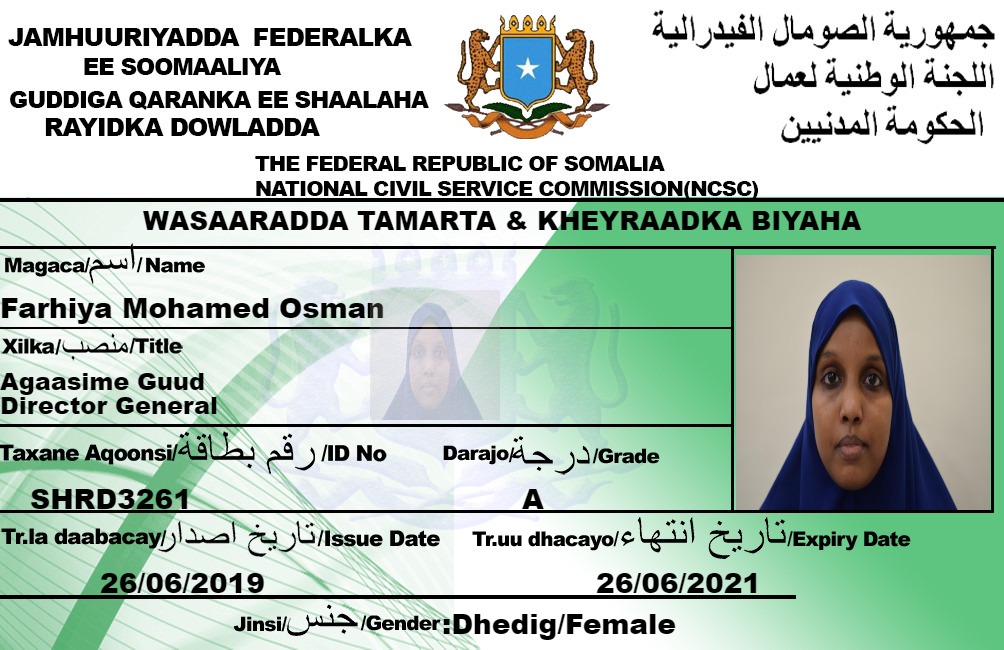 JAMHUURIYADDA FEDERALKA
EE SOOMAALIYA
GUDDIGA QARANKA EE SHAALAHA
RAYIDKA DOWLADDA
جمهورية الصومال الفيدرالية
اللجنة الوطنية لعمال
الحكومة المدنيين
THE FEDERAL REPUBLIC OF SOMALIA
NATIONAL CIVIL SERVICE COMMISSION(NCSC)
WASAARADDA TAMARTA & KHEYRAADKA BIYAHA
Magaca/اسم/Name
Farhiya Mohamed Osman
Xilka/منصب/Title
Agaasime Guud
Director General
Taxane Aqoonsi/رقم بطاقة/ID No
Darajo/درجة/Grade
SHRD3261
A
Tr.la daabacay/تاريخ اصدار/Issue Date
Tr.uu dhacayo/تاريخ انتهاء/Expiry Date
26/06/2019
26/06/2021
Jinsi/جنس/Gender:Dhedig/Female